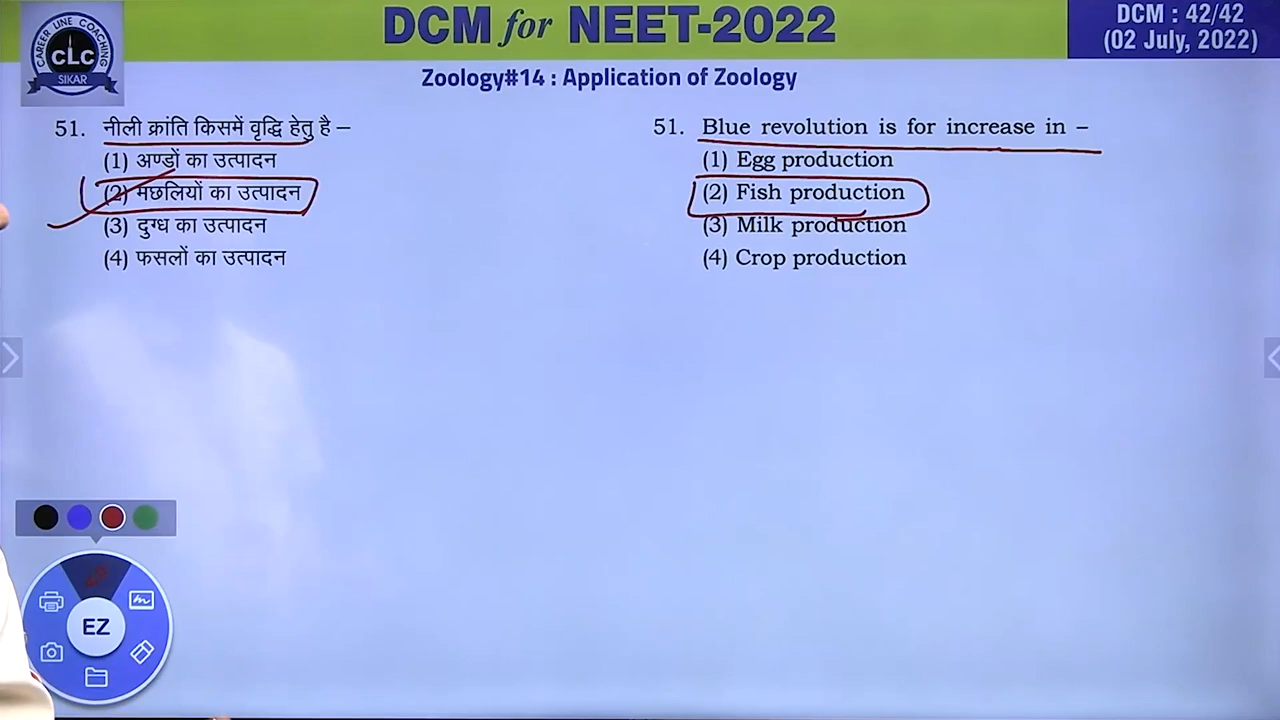 DCM for NEET-2022
DCM : 42/42
(02 July, 2022)
CAREER LINE COACHING
CLC
SIKAR
Zoology#14 : Application of Zoology
51. नीली क्रांति किसमें वृद्धि हेतु है –
(1) अण्डों का उत्पादन
(2) मछलियों का उत्पादन
(3) दुग्ध का उत्पादन
(4) फसलों का उत्पादन
51. Blue revolution is for increase in –
(1) Egg production
(2) Fish production
(3) Milk production
(4) Crop production
EZ